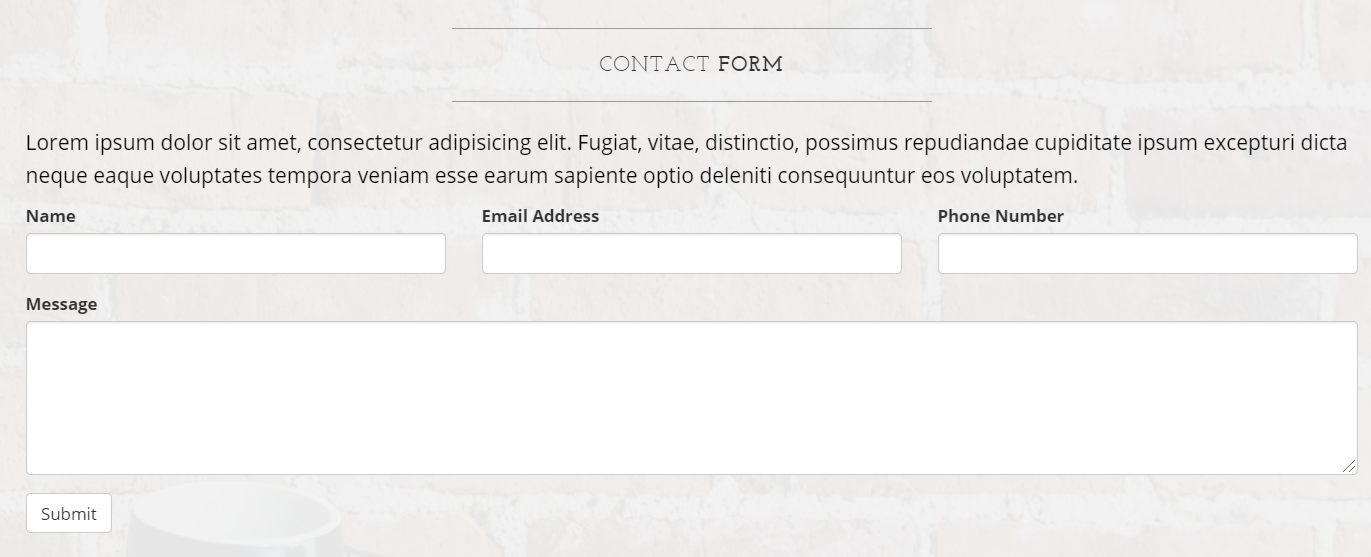 CONTACT FORM
Lorem ipsum dolor sit amet, consectetur adipisicing elit. Fugiat, vitae, distinctio, possimus repudiandae cupiditate ipsum excepturi dicta
neque eaque voluptates tempora veniam esse earum sapiente optio deleniti consequuntur eos voluptatem.
Name Email Address Phone Number
Message
Submit